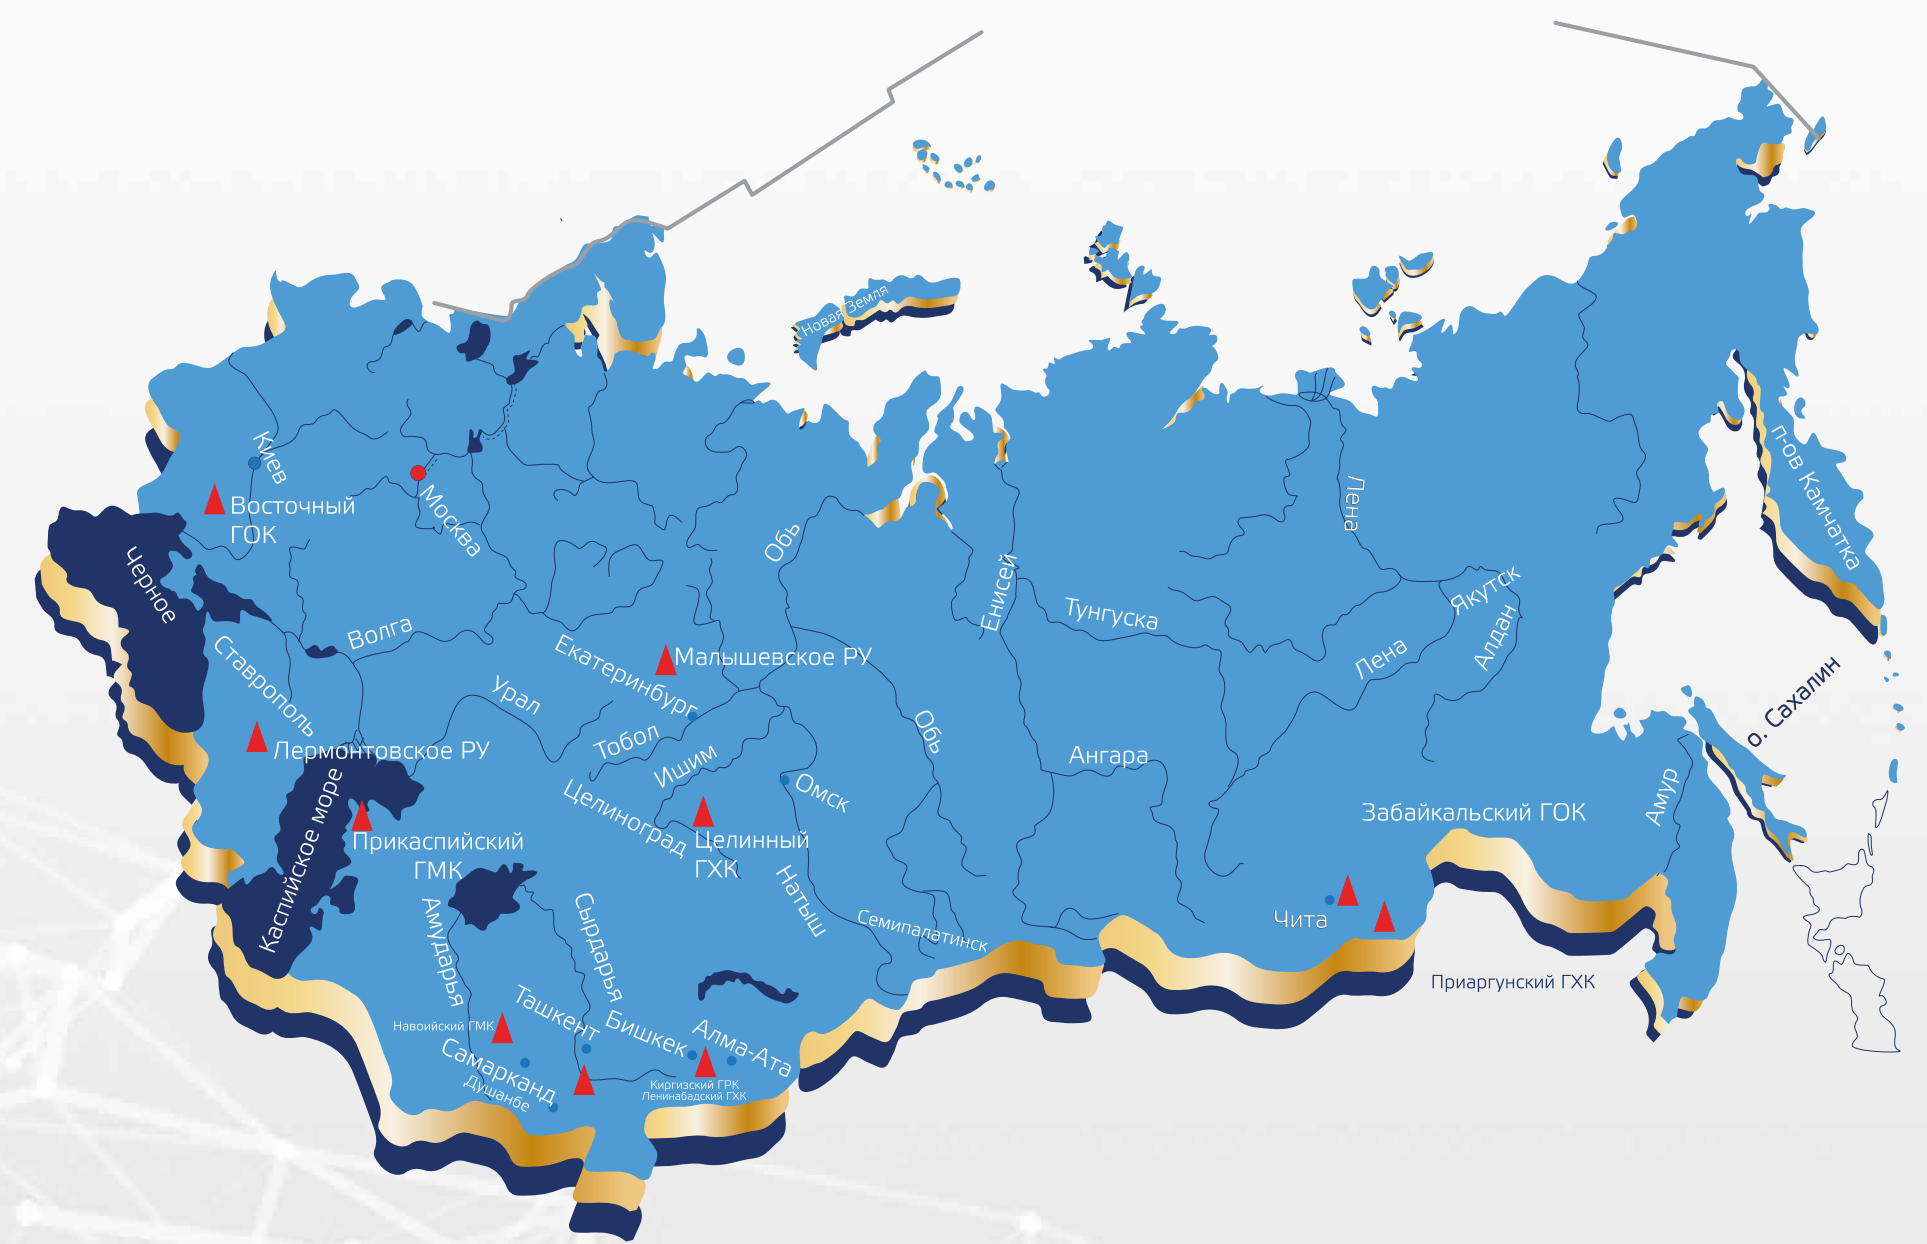 Новая Земля
п-ов Камчатка
Киев
Восточный
ГОК
Москва
Черное
Обь
Енисей
Лена
Тунгуска
Якутск
Алдан
Лена
Волга
Екатеринбург
Малышевское РУ
Ставрополь
Урал
Обь
о. Сахалин
Лермонтовское РУ
Тобол
Ишим
Ангара
Омск
Целиноград
Каспийское море
Амур
Забайкальский ГОК
Прикаспийский
ГМК
Целинный
ГХК
Натыш
Семипалатинск
Чита
Амударья
Сырдарья
Приаргунский ГХК
Навоийский ГМК
Ташкент
Бишкек
Алма-Ата
Самарканд
Душанбе
Киргизский ГРК
Ленинабадский ГХК